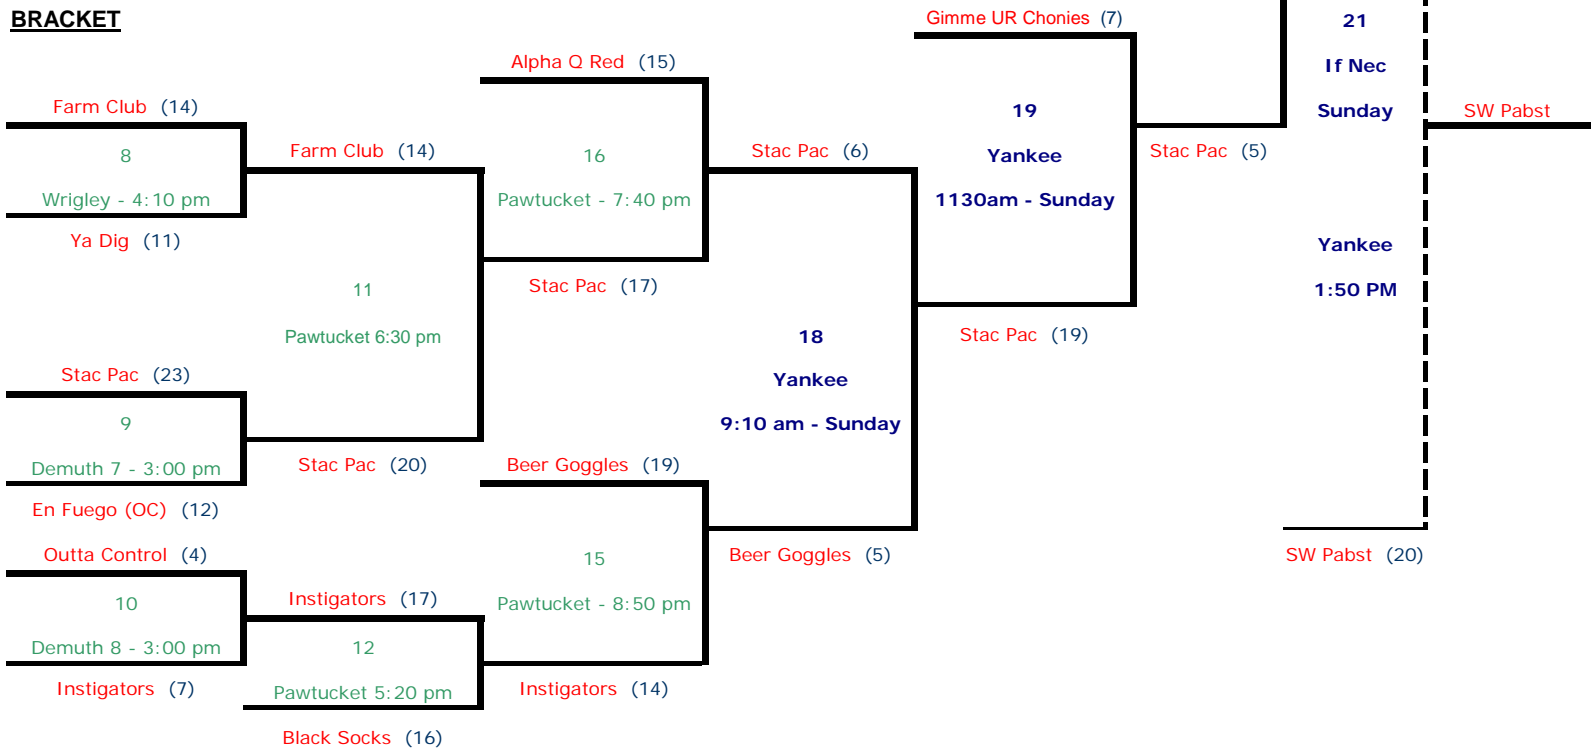 BRACKET
Gimme UR Chonies (7)
21
Alpha Q Red (15)
If Nec
Farm Club (14)
19
Sunday
SW Pabst
8
Farm Club (14)
16
Stac Pac (6)
Yankee
Stac Pac (5)
Wrigley - 4:10 pm
Pawtucket - 7:40 pm
1130am - Sunday
Ya Dig (11)
Yankee
11
Stac Pac (17)
1:50 PM
Pawtucket 6:30 pm
18
Stac Pac (19)
Stac Pac (23)
Yankee
9
9:10 am - Sunday
Demuth 7 - 3:00 pm
Stac Pac (20)
Beer Goggles (19)
En Fuego (OC) (12)
Outta Control (4)
15
Beer Goggles (5)
SW Pabst (20)
10
Instigators (17)
Pawtucket - 8:50 pm
Demuth 8 - 3:00 pm
12
Instigators (7)
Pawtucket 5:20 pm
Instigators (14)
Black Socks (16)